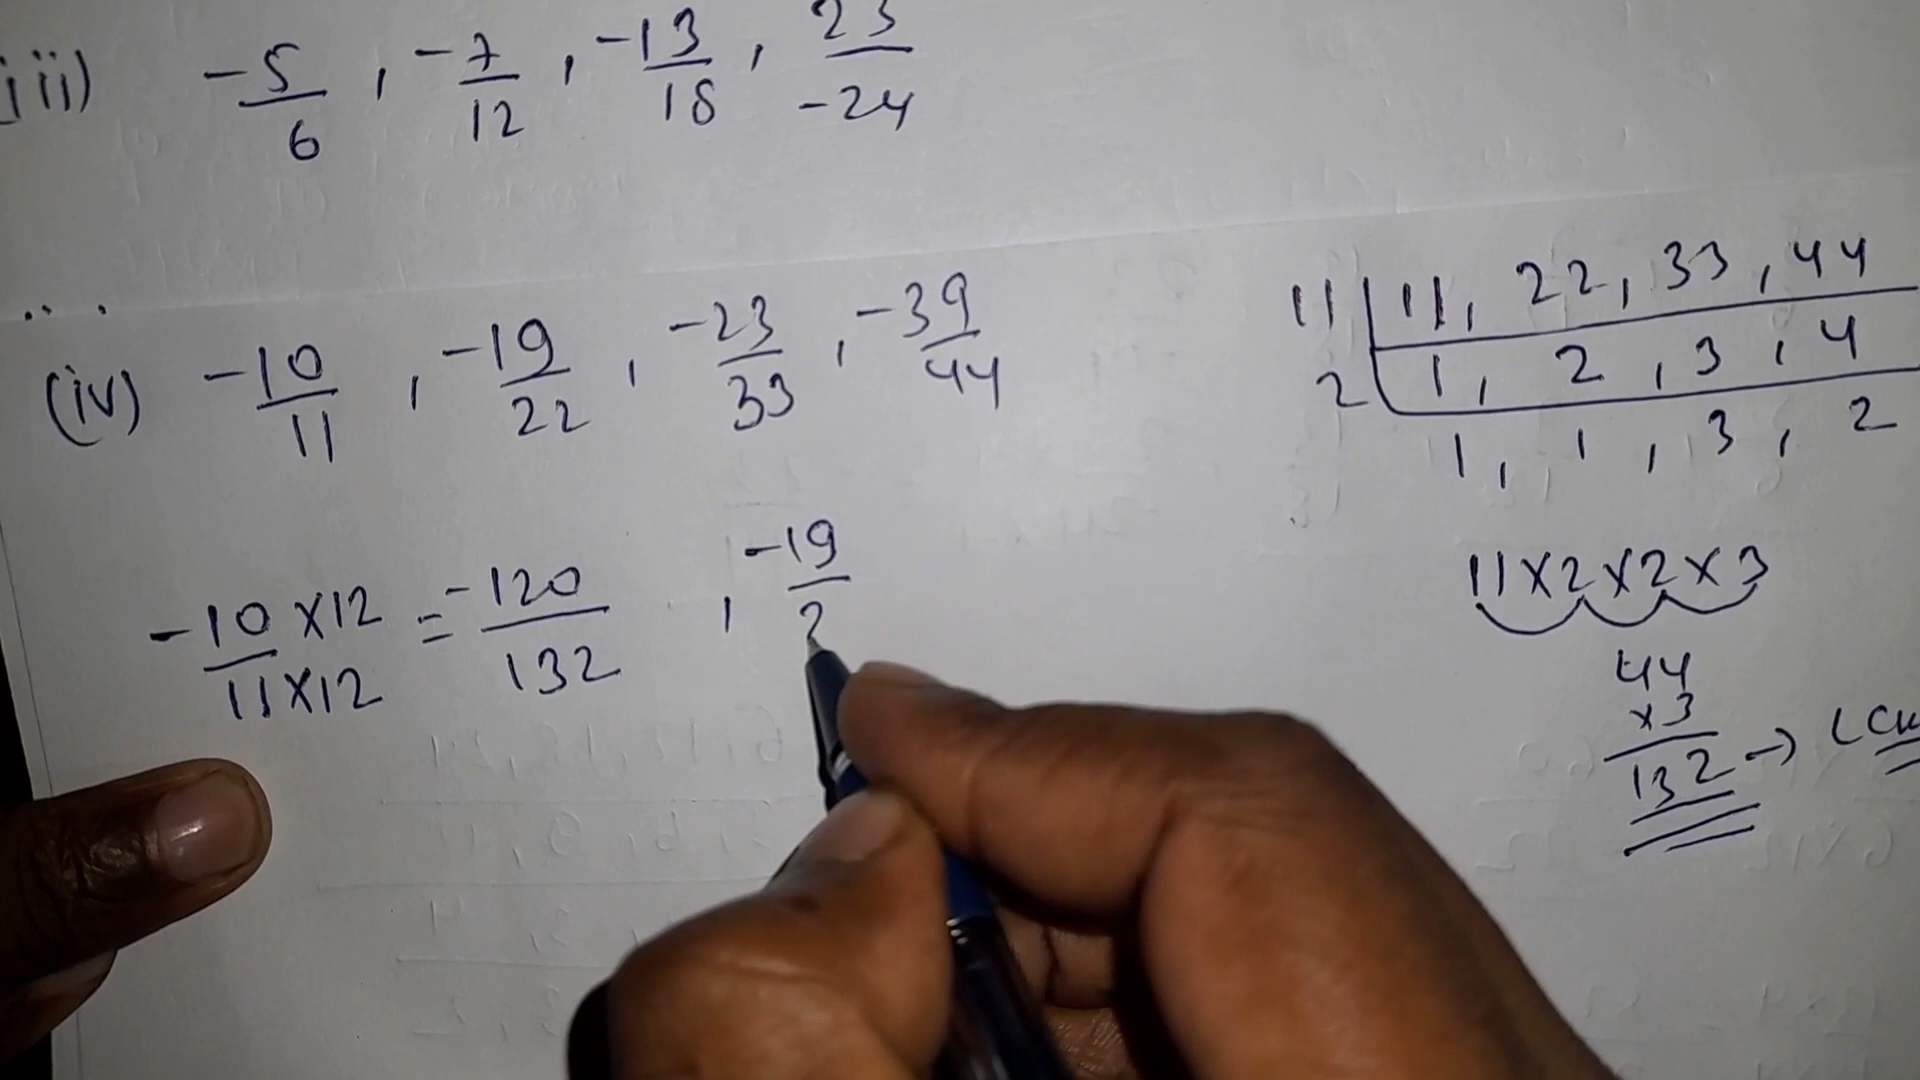 iii) -5/6 , -7/12 , -13/18 , 23/-24
(iv) -10/11 , -19/22 , -23/33 , -39/44
11 | 11, 22, 33, 44
2 | 1, 2, 3, 4
1, 1, 3, 2
-10×12/11×12 = -120/132 , -19/2
11×2×2×3
44
×3
132 → LCM